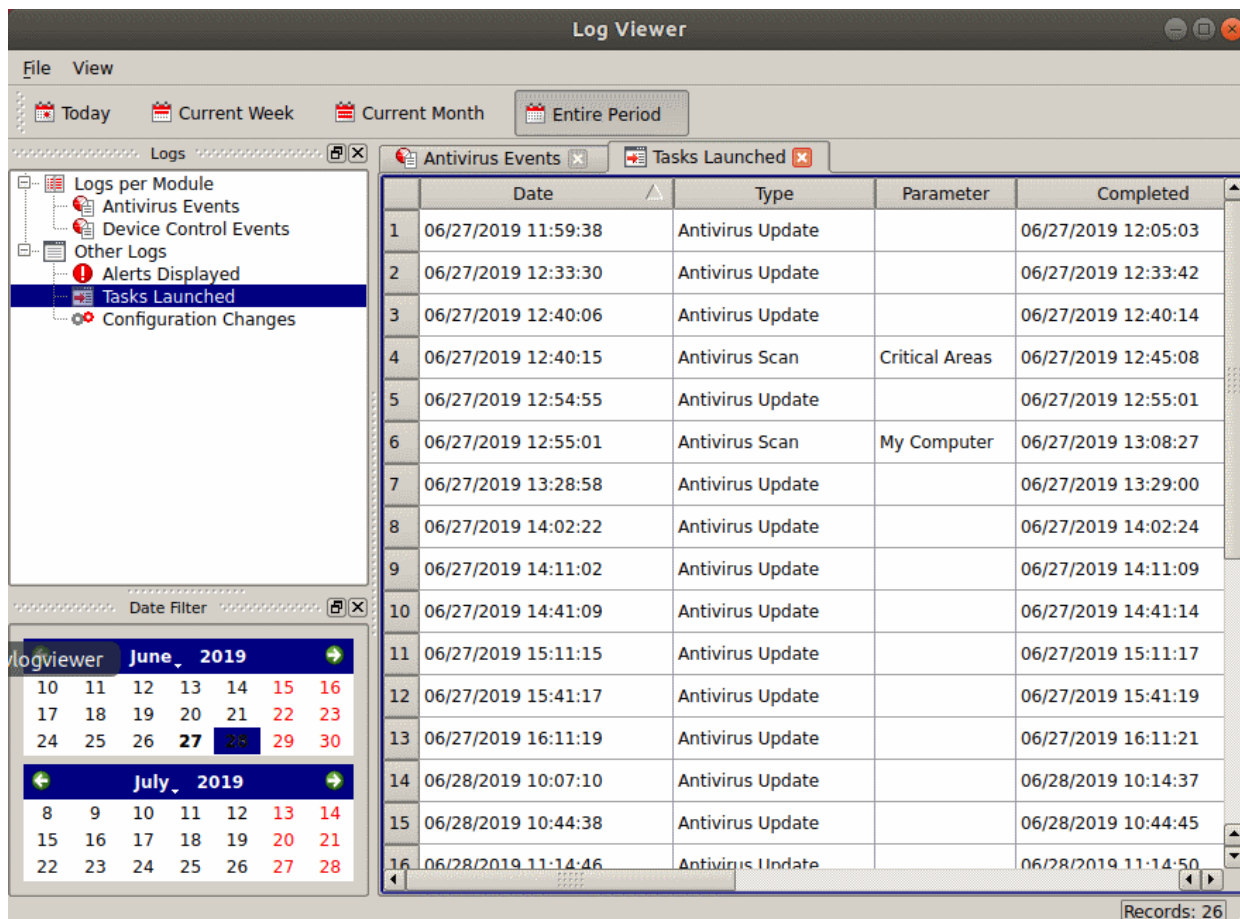 Log Viewer
File View
Today Current Week Current Month Entire Period
Logs
Logs per Module
Antivirus Events
Device Control Events
Other Logs
Alerts Displayed
Tasks Launched
Configuration Changes
Antivirus Events Tasks Launched
Date Type Parameter Completed
1 06/27/2019 11:59:38 Antivirus Update 06/27/2019 12:05:03
2 06/27/2019 12:33:30 Antivirus Update 06/27/2019 12:33:42
3 06/27/2019 12:40:06 Antivirus Update 06/27/2019 12:40:14
4 06/27/2019 12:40:15 Antivirus Scan Critical Areas 06/27/2019 12:45:08
5 06/27/2019 12:54:55 Antivirus Update 06/27/2019 12:55:01
6 06/27/2019 12:55:01 Antivirus Scan My Computer 06/27/2019 13:08:27
7 06/27/2019 13:28:58 Antivirus Update 06/27/2019 13:29:00
8 06/27/2019 14:02:22 Antivirus Update 06/27/2019 14:02:24
9 06/27/2019 14:11:02 Antivirus Update 06/27/2019 14:11:09
10 06/27/2019 14:41:09 Antivirus Update 06/27/2019 14:41:14
11 06/27/2019 15:11:15 Antivirus Update 06/27/2019 15:11:17
12 06/27/2019 15:41:17 Antivirus Update 06/27/2019 15:41:19
13 06/27/2019 16:11:19 Antivirus Update 06/27/2019 16:11:21
14 06/28/2019 10:07:10 Antivirus Update 06/28/2019 10:14:37
15 06/28/2019 10:44:38 Antivirus Update 06/28/2019 10:44:45
16 06/28/2019 11:14:46 Antivirus Update 06/28/2019 11:14:50
Date Filter
vlogviewer June 2019
10 11 12 13 14 15 16
17 18 19 20 21 22 23
24 25 26 27 28 29 30
July 2019
8 9 10 11 12 13 14
15 16 17 18 19 20 21
22 23 24 25 26 27 28
Records: 26